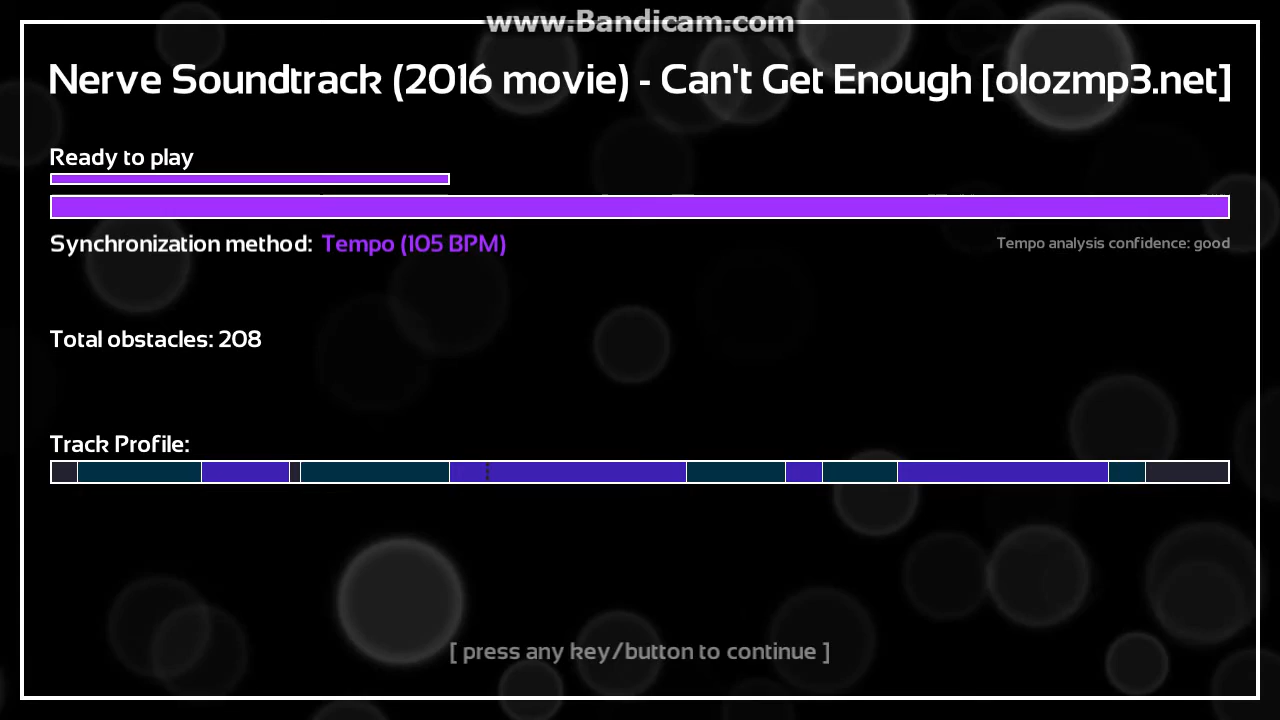 www.Bandicam.com
Nerve Soundtrack (2016 movie) - Can't Get Enough [olozmp3.net]
Ready to play
Synchronization method: Tempo (105 BPM)
Tempo analysis confidence: good
Total obstacles: 208
Track Profile:
[ press any key/button to continue ]